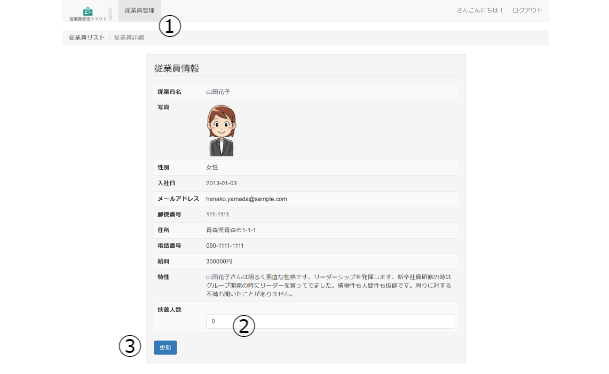 従業員管理クラウド
従業員管理
さんこんにちは！ ログアウト
①
従業員リスト / 従業員詳細
従業員情報
従業員名 山田花子
写真
性別 女性
入社日 2013-01-03
メールアドレス hanako.yamada@sample.com
郵便番号 111-1111
住所 青森県青森市1-1-1
電話番号 090-1111-1111
給料 300000円
特性 山田花子さんは明るく素直な性格です。リーダーシップを発揮します。新卒社員研修の時は
グループ開発の時にリーダーを買ってでました。積極性も人間性も抜群です。周りに対する
不満も聞いたことがありません。
扶養人数
0 ②
③ 更新